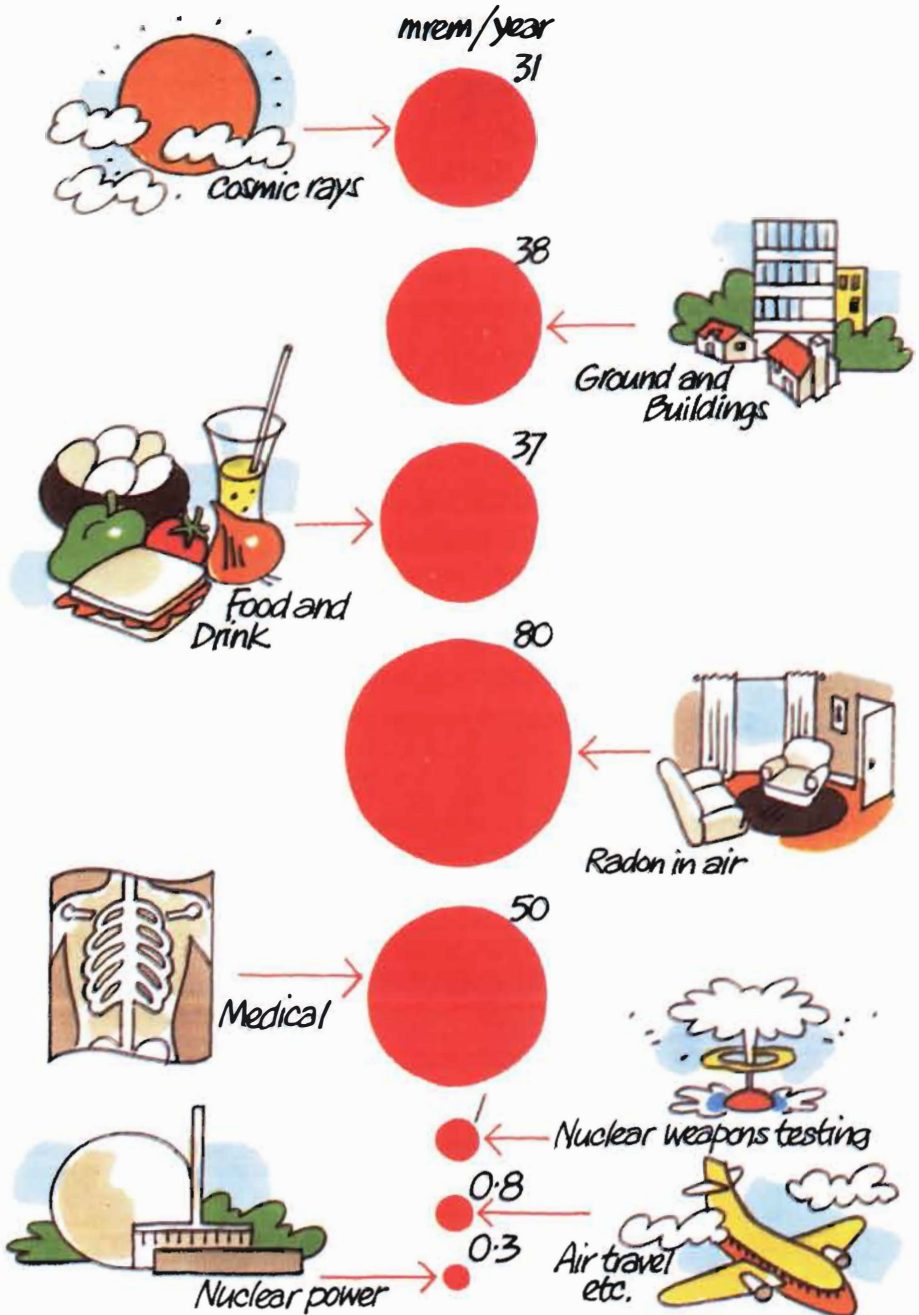 mrem/year
31
cosmic rays
38
Ground and
Buildings
37
Food and
Drink
80
Radon in air
50
Medical
1
Nuclear weapons testing
0·8
Air travel
etc.
0·3
Nuclear power